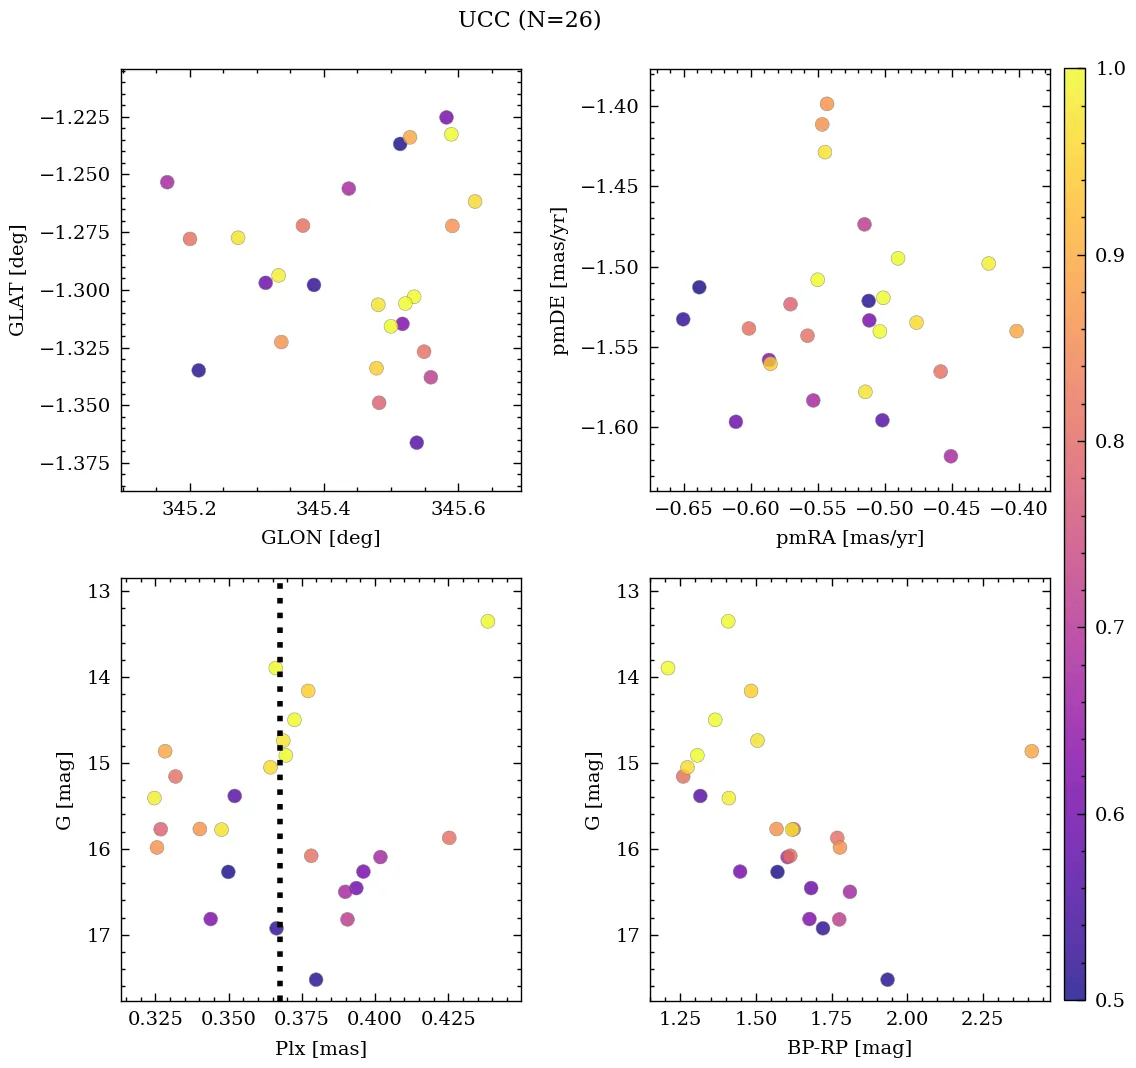 UCC (N=26)
−1.225
−1.250
−1.275
−1.300
−1.325
−1.350
−1.375
GLAT [deg]
345.2 345.4 345.6
GLON [deg]
−1.40
−1.45
−1.50
−1.55
−1.60
pmDE [mas/yr]
−0.65 −0.60 −0.55 −0.50 −0.45 −0.40
pmRA [mas/yr]
13
14
15
16
17
G [mag]
0.325 0.350 0.375 0.400 0.425
Plx [mas]
13
14
15
16
17
G [mag]
1.25 1.50 1.75 2.00 2.25
BP-RP [mag]
1.0
0.9
0.8
0.7
0.6
0.5